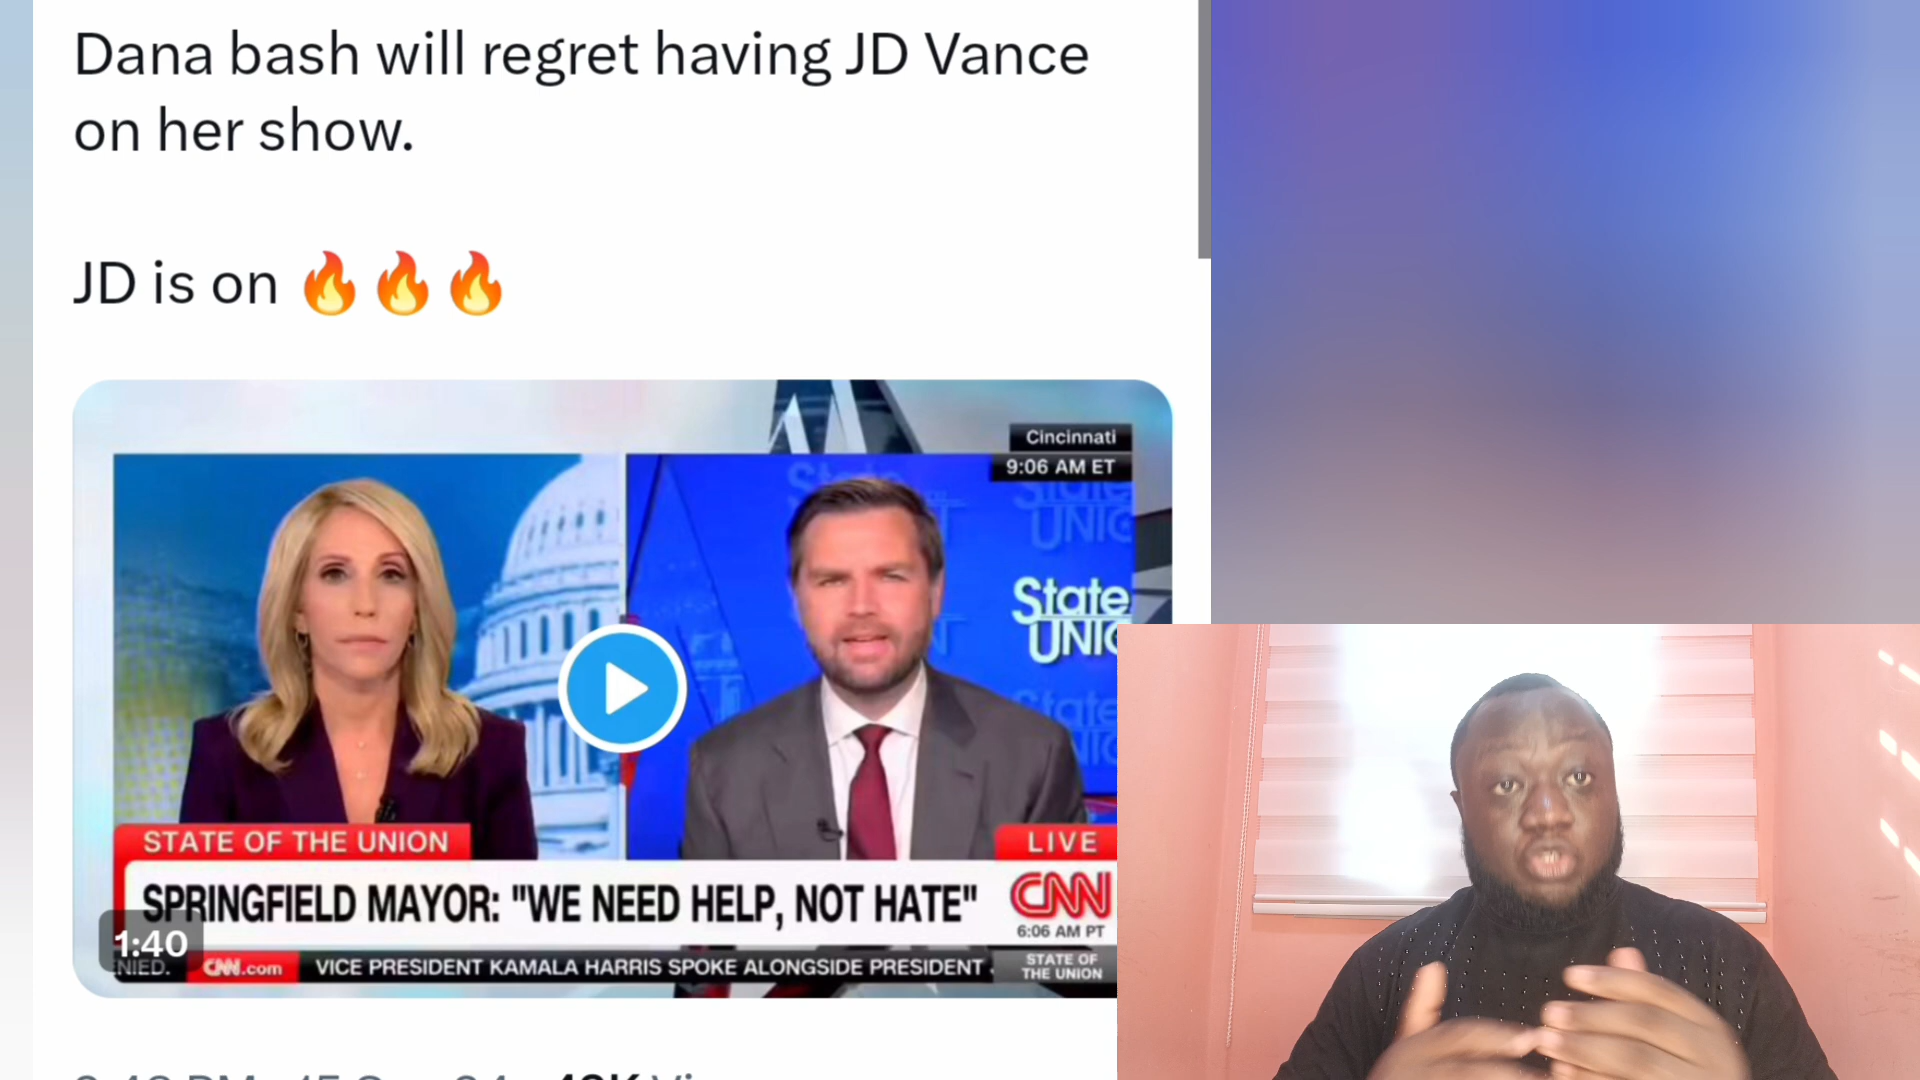 Dana bash will regret having JD Vance
on her show.
JD is on 🔥🔥🔥
Cincinnati
9:06 AM ET
State
UNIO
STATE OF THE UNION
LIVE
SPRINGFIELD MAYOR: "WE NEED HELP, NOT HATE"
CNN
6:06 AM PT
1:40
NIED.
CNN.com
VICE PRESIDENT KAMALA HARRIS SPOKE ALONGSIDE PRESIDENT
STATE OF
THE UNION